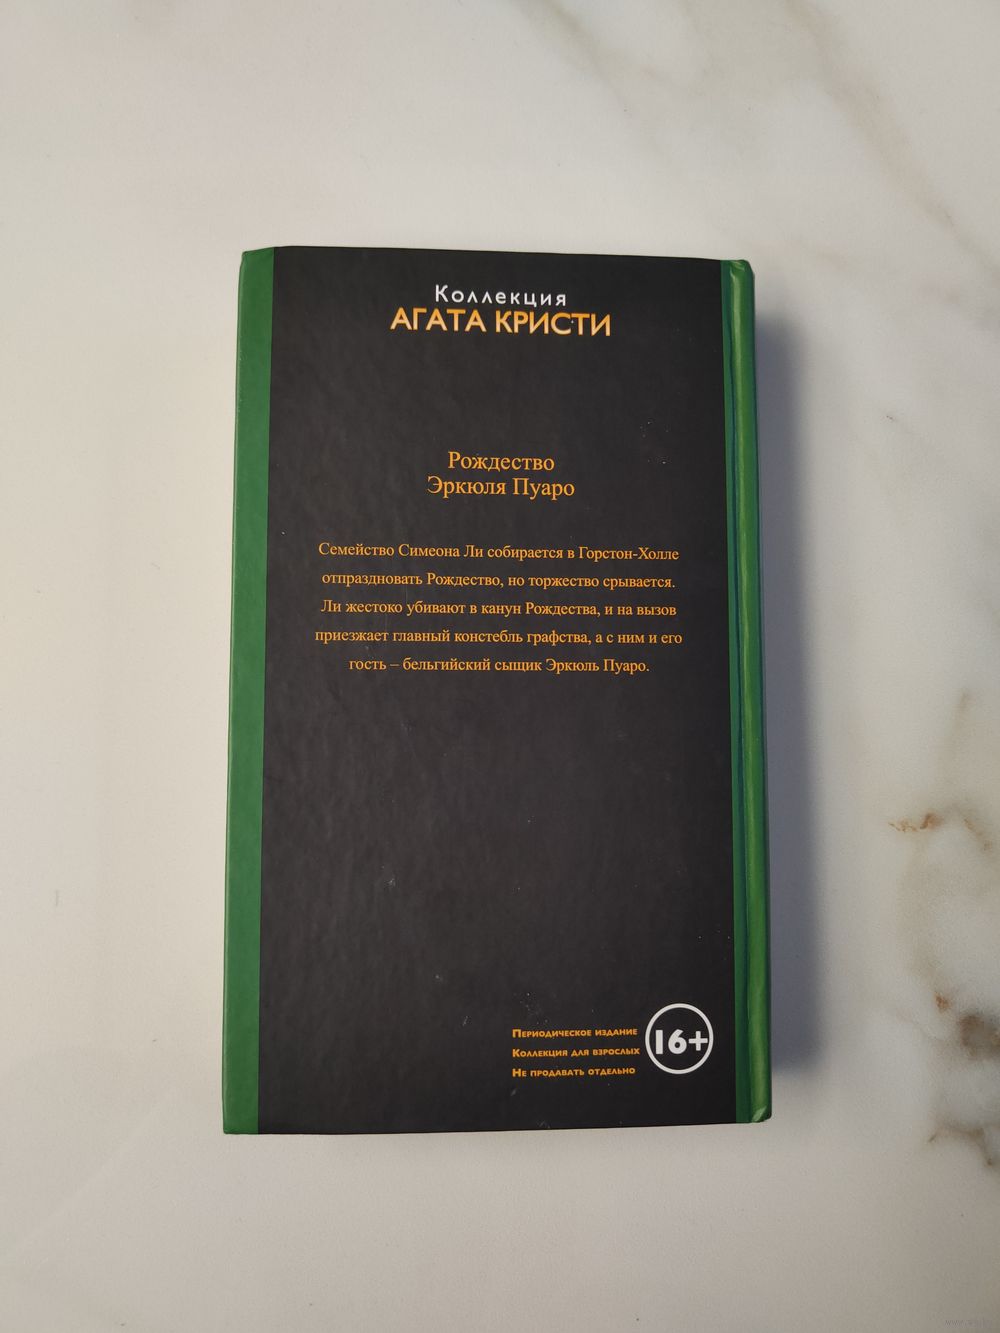 Коллекция
АГАТА КРИСТИ
Рождество
Эркюля Пуаро
Семейство Симеона Ли собирается в Горстон-Холле
отпраздновать Рождество, но торжество срывается.
Ли жестоко убивают в канун Рождества, и на вызов
приезжает главный констебль графства, а с ним и его
гость – бельгийский сыщик Эркюль Пуаро.
Периодическое издание
Коллекция для взрослых
Не продавать отдельно
16+